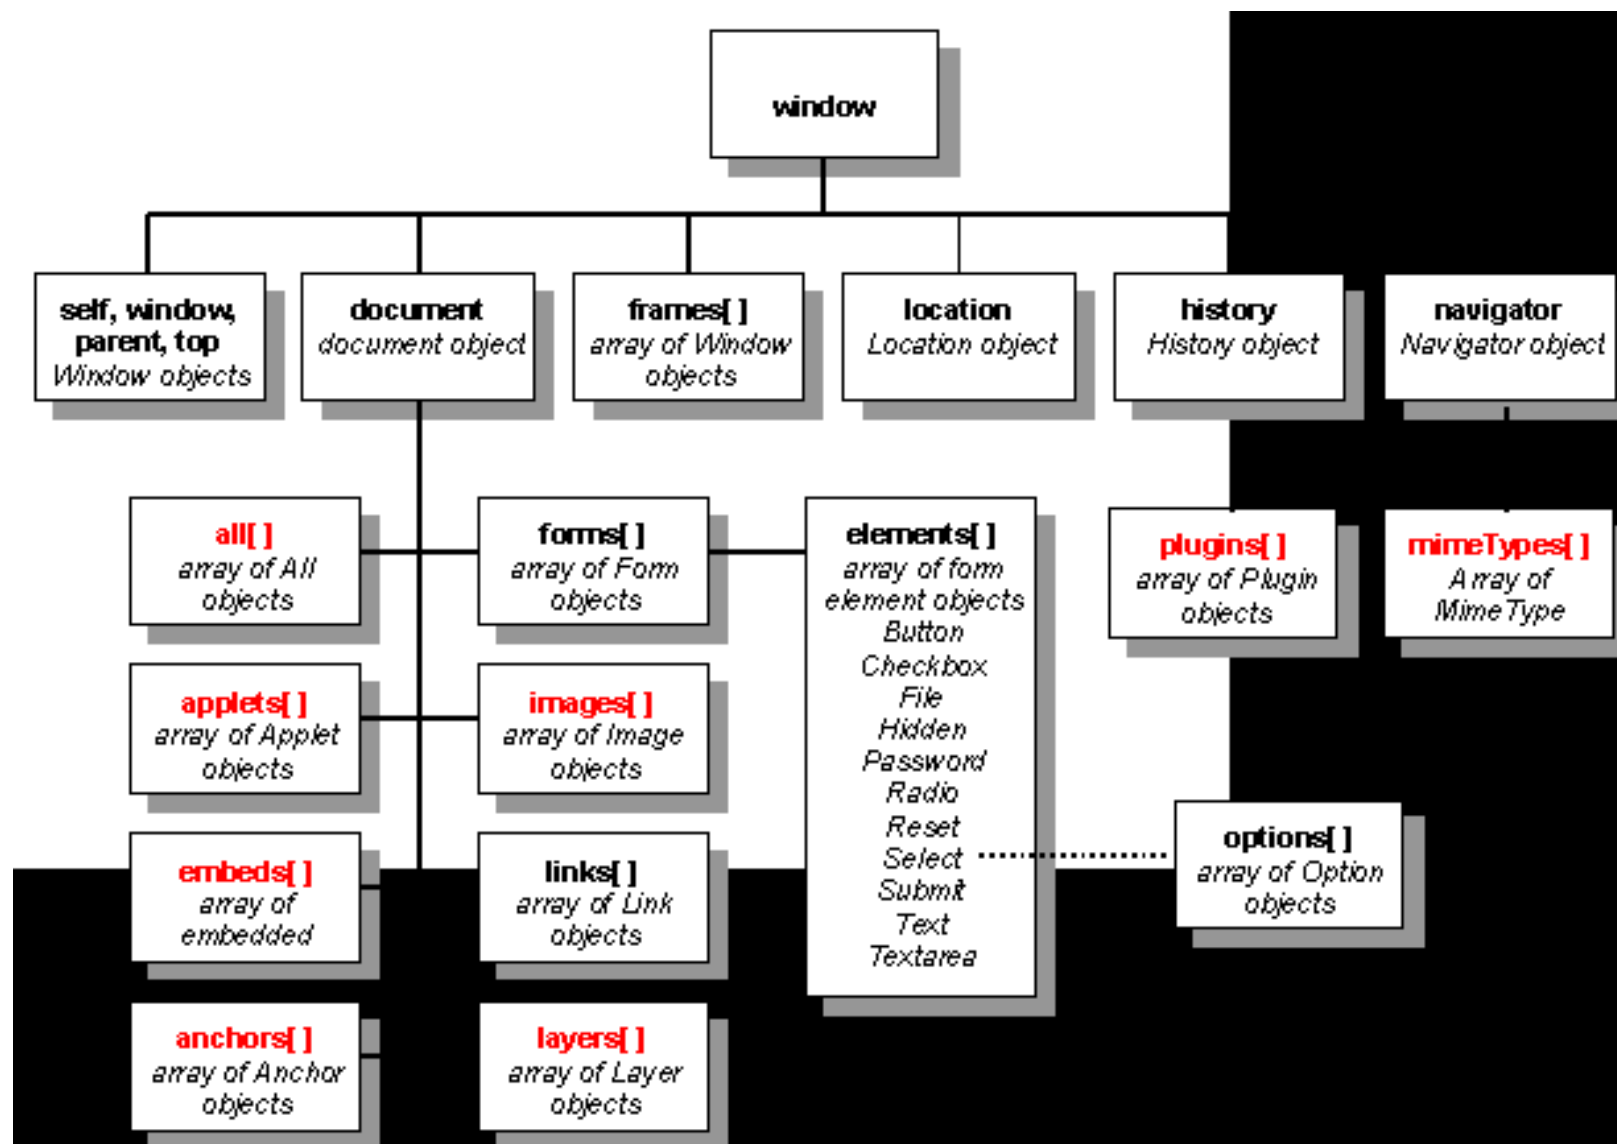 window
self, window,
parent, top
Window objects
document
document object
frames[ ]
array of Window
objects
location
Location object
history
History object
navigator
Navigator object
all[ ]
array of All
objects
forms[ ]
array of Form
objects
elements[ ]
array of form
element objects
Button
Checkbox
File
Hidden
Password
Radio
Reset
Select
Submit
Text
Textarea
plugins[ ]
array of Plugin
objects
mimeTypes[ ]
Array of
MimeType
applets[ ]
array of Applet
objects
images[ ]
array of Image
objects
options[ ]
array of Option
objects
embeds[ ]
array of
embedded
links[ ]
array of Link
objects
anchors[ ]
array of Anchor
objects
layers[ ]
array of Layer
objects